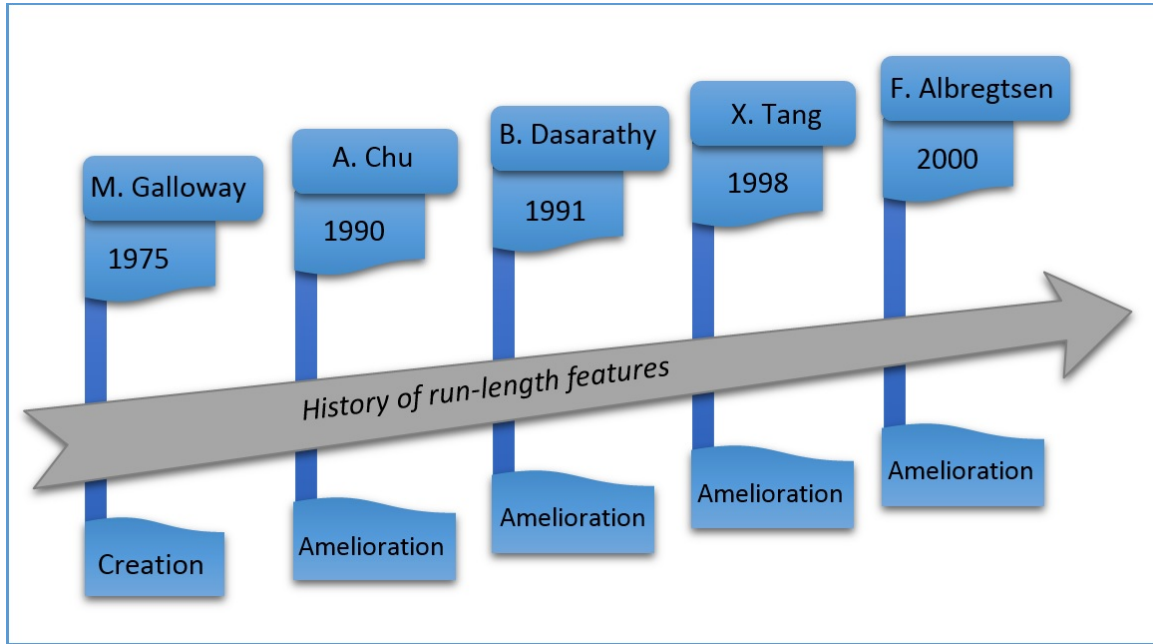 M. Galloway
1975
A. Chu
1990
B. Dasarathy
1991
X. Tang
1998
F. Albregtsen
2000
History of run-length features
Creation
Amelioration
Amelioration
Amelioration
Amelioration